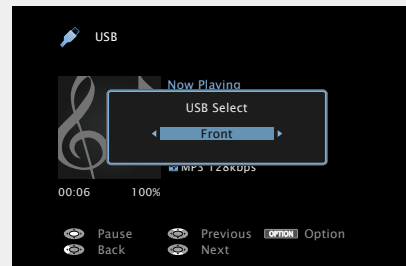 USB
Now Playing
USB Select
Front
MP3 128kbps
00:06 100%
Pause Previous OPTION Option
Back Next